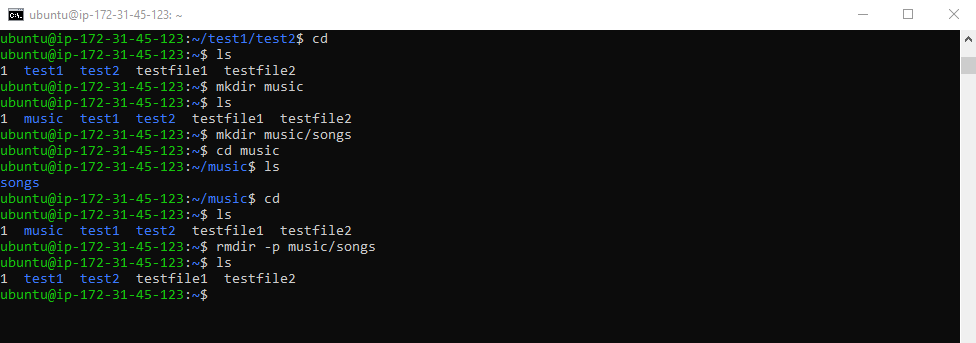 ubuntu@ip-172-31-45-123: ~
ubuntu@ip-172-31-45-123:~/test1/test2$ cd
ubuntu@ip-172-31-45-123:~$ ls
1  test1  test2  testfile1  testfile2
ubuntu@ip-172-31-45-123:~$ mkdir music
ubuntu@ip-172-31-45-123:~$ ls
1  music  test1  test2  testfile1  testfile2
ubuntu@ip-172-31-45-123:~$ mkdir music/songs
ubuntu@ip-172-31-45-123:~$ cd music
ubuntu@ip-172-31-45-123:~/music$ ls
songs
ubuntu@ip-172-31-45-123:~/music$ cd
ubuntu@ip-172-31-45-123:~$ ls
1  music  test1  test2  testfile1  testfile2
ubuntu@ip-172-31-45-123:~$ rmdir -p music/songs
ubuntu@ip-172-31-45-123:~$ ls
1  test1  test2  testfile1  testfile2
ubuntu@ip-172-31-45-123:~$